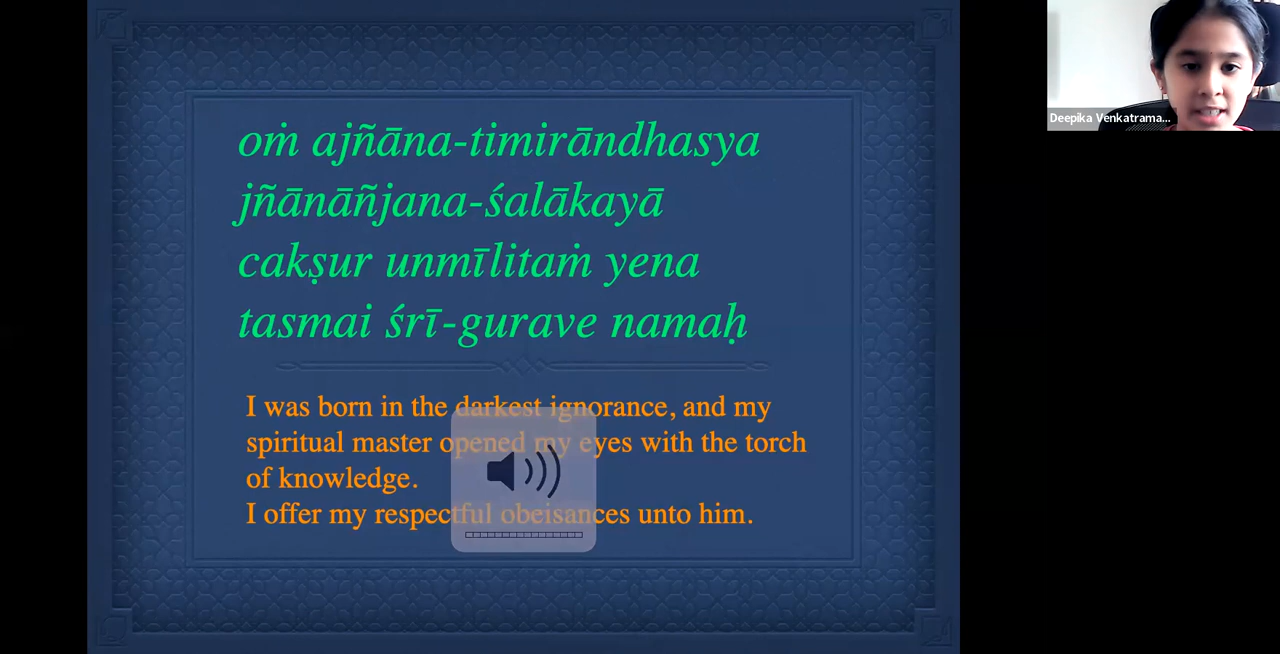 oṁ ajñāna-timirāndhasya
jñānāñjana-śalākayā
cakṣur unmīlitaṁ yena
tasmai śrī-gurave namaḥ
I was born in the darkest ignorance, and my
spiritual master opened my eyes with the torch
of knowledge.
I offer my respectful obeisances unto him.
Deepika Venkatrama...